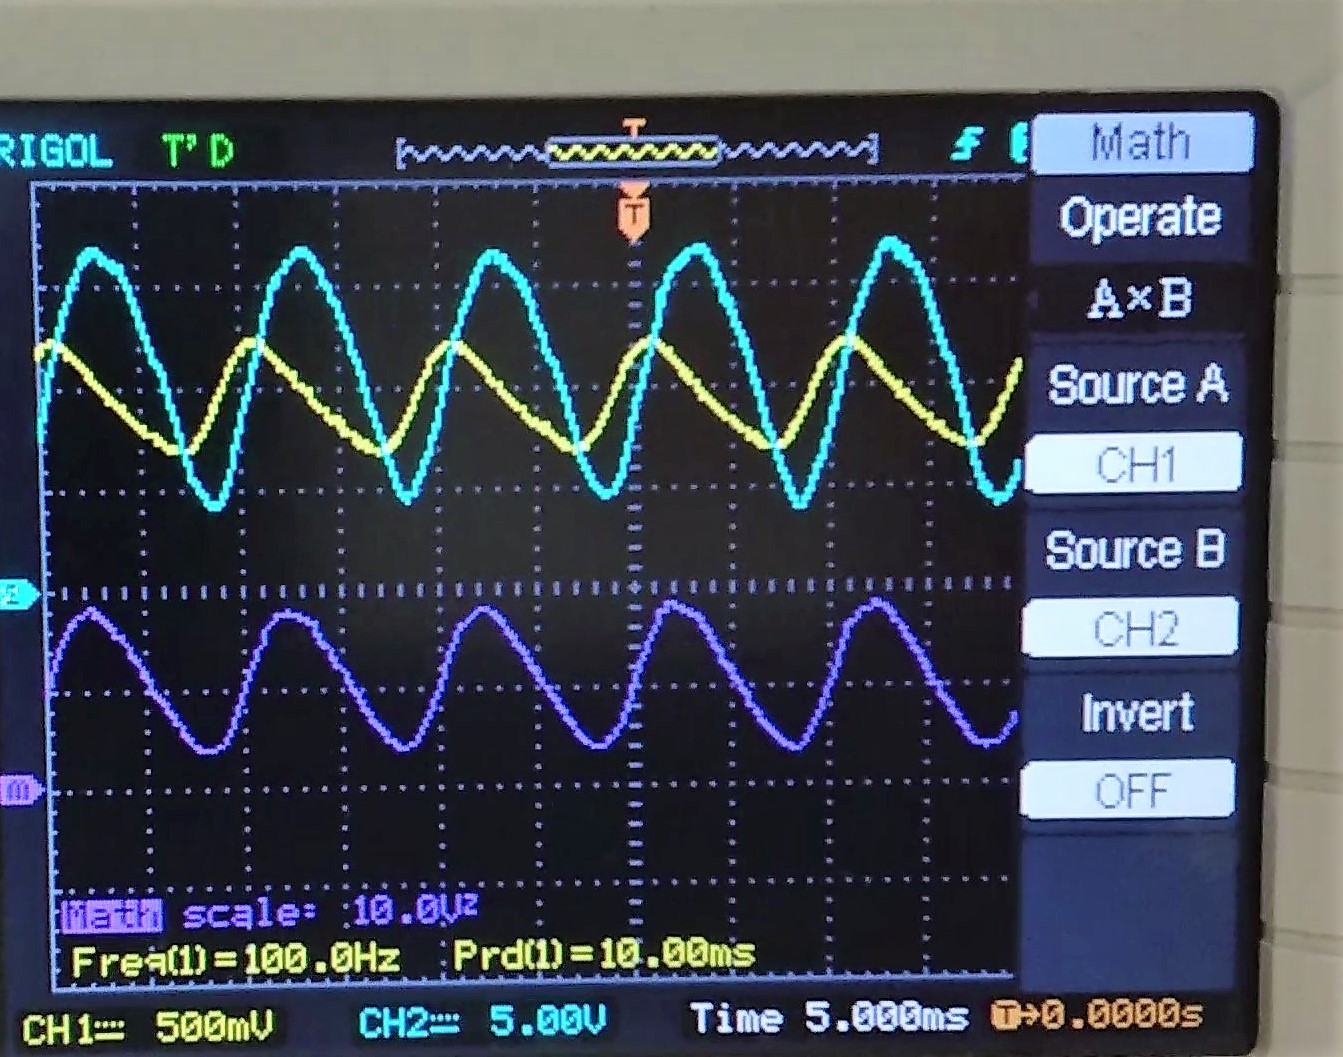 RIGOL T'D
T
Math
T
Operate
A×B
Source A
CH1
Source B
CH2
Invert
OFF
Math scale: 10.0V²
Freq(1)=100.0Hz Prd(1)=10.00ms
CH1 500mV CH2 5.00V Time 5.000ms T→0.0000s